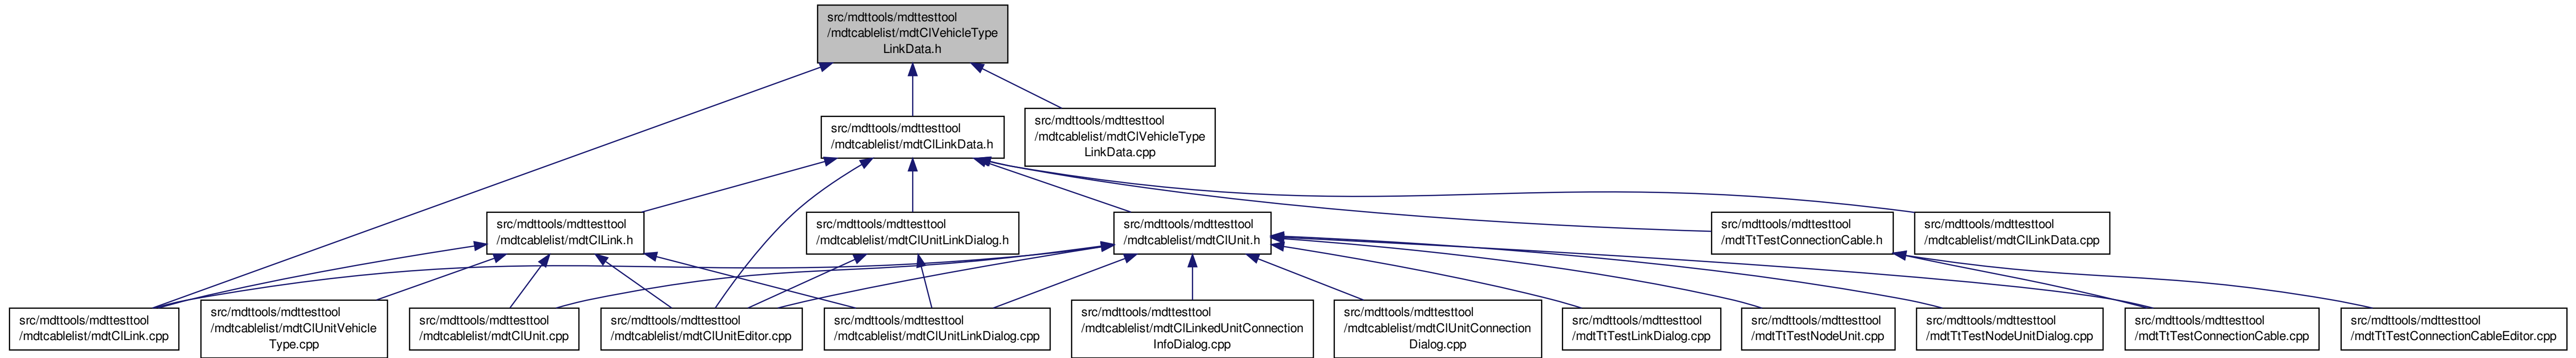 src/mdttools/mdttesttool
/mdtcablelist/mdtClVehicleType
LinkData.h
src/mdttools/mdttesttool
/mdtcablelist/mdtClLinkData.h
src/mdttools/mdttesttool
/mdtcablelist/mdtClVehicleType
LinkData.cpp
src/mdttools/mdttesttool
/mdtcablelist/mdtClLink.h
src/mdttools/mdttesttool
/mdtcablelist/mdtClUnitLinkDialog.h
src/mdttools/mdttesttool
/mdtcablelist/mdtClUnit.h
src/mdttools/mdttesttool
/mdtTtTestConnectionCable.h
src/mdttools/mdttesttool
/mdtcablelist/mdtClLinkData.cpp
src/mdttools/mdttesttool
/mdtcablelist/mdtClLink.cpp
src/mdttools/mdttesttool
/mdtcablelist/mdtClUnitVehicle
Type.cpp
src/mdttools/mdttesttool
/mdtcablelist/mdtClUnit.cpp
src/mdttools/mdttesttool
/mdtcablelist/mdtClUnitEditor.cpp
src/mdttools/mdttesttool
/mdtcablelist/mdtClUnitLinkDialog.cpp
src/mdttools/mdttesttool
/mdtcablelist/mdtClLinkedUnitConnection
InfoDialog.cpp
src/mdttools/mdttesttool
/mdtcablelist/mdtClUnitConnection
Dialog.cpp
src/mdttools/mdttesttool
/mdtTtTestLinkDialog.cpp
src/mdttools/mdttesttool
/mdtTtTestNodeUnit.cpp
src/mdttools/mdttesttool
/mdtTtTestNodeUnitDialog.cpp
src/mdttools/mdttesttool
/mdtTtTestConnectionCable.cpp
src/mdttools/mdttesttool
/mdtTtTestConnectionCableEditor.cpp